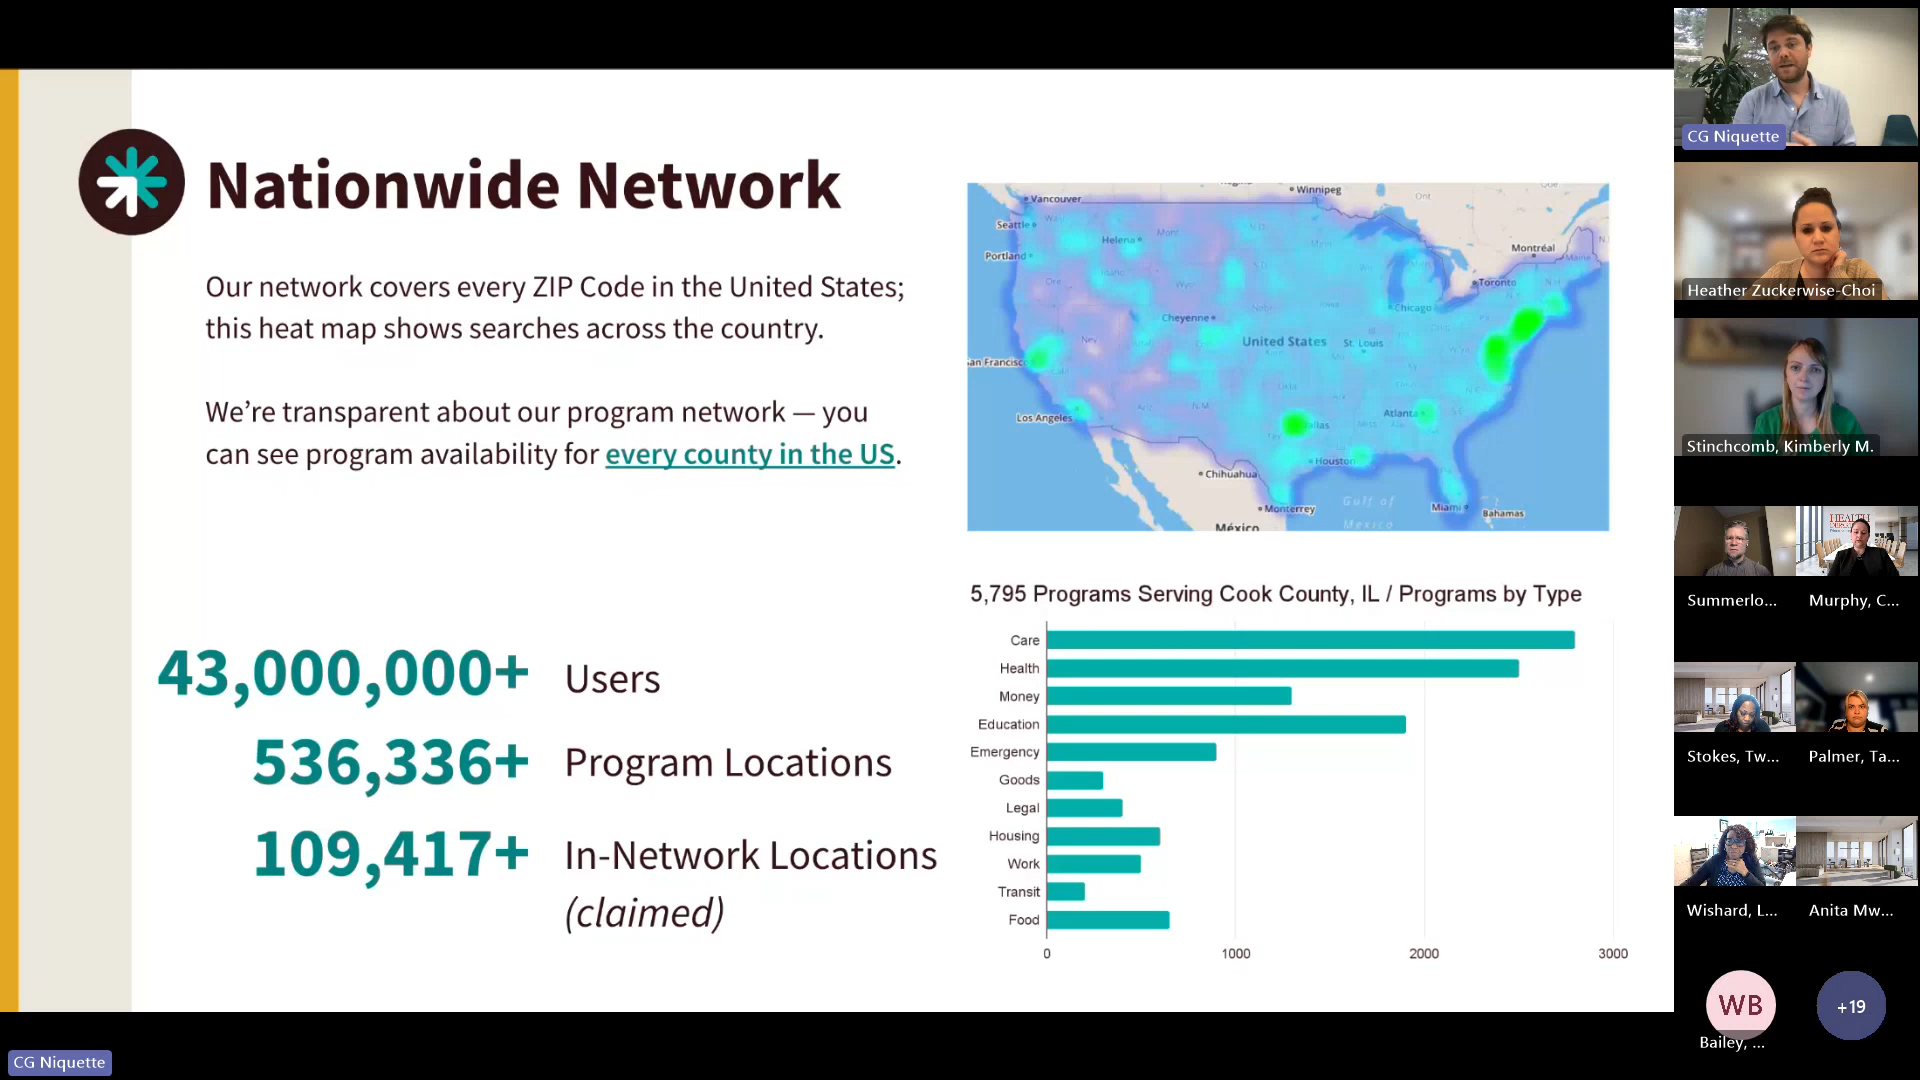 Nationwide Network
Our network covers every ZIP Code in the United States;
this heat map shows searches across the country.
We’re transparent about our program network — you
can see program availability for every county in the US.
43,000,000+ Users
536,336+ Program Locations
109,417+ In-Network Locations
(claimed)
Winnipeg
Vancouver
Seattle
Helena
Mont
Montréal
Portland
Toronto
Chicago
Cheyenne
United States
St. Louis
San Francisc
Los Angeles
Atlanta
Dallas
Houston
Chihuahua
Gulf of
Mexico
Miami
Bahamas
Monterrey
México
5,795 Programs Serving Cook County, IL / Programs by Type
Care
Health
Money
Education
Emergency
Goods
Legal
Housing
Work
Transit
Food
0 1000 2000 3000
CG Niquette
Heather Zuckerwise-Choi
Stinchcomb, Kimberly M.
Summerlo... Murphy, C...
Stokes, Tw... Palmer, Ta...
Wishard, L... Anita Mw...
WB +19
Bailey, ...
CG Niquette